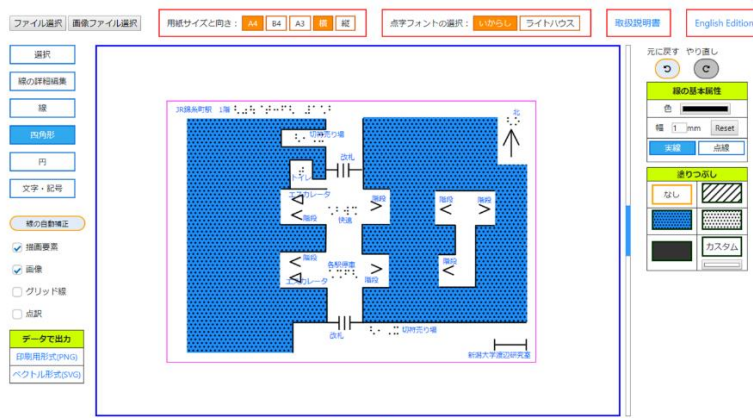 ファイル選択 画像ファイル選択
用紙サイズと向き： A4 B4 A3 横 縦
点字フォントの選択： いからし ライトハウス
取扱説明書
English Edition
選択
線の詳細編集
線
四角形
円
文字・記号
線の自動補正
描画要素
画像
グリッド線
点訳
データで出力
印刷用形式(PNG)
ベクトル形式(SVG)
JR錦糸町駅 1階
北
切符売り場
改札
トイレ
エスカレータ
階段
階段
階段
階段
快速
階段
各駅停車
階段
エスカレータ
階段
改札
切符売り場
新潟大学渡辺研究室
元に戻す やり直し
線の基本属性
色
幅 1 mm Reset
実線 点線
塗りつぶし
なし
カスタム